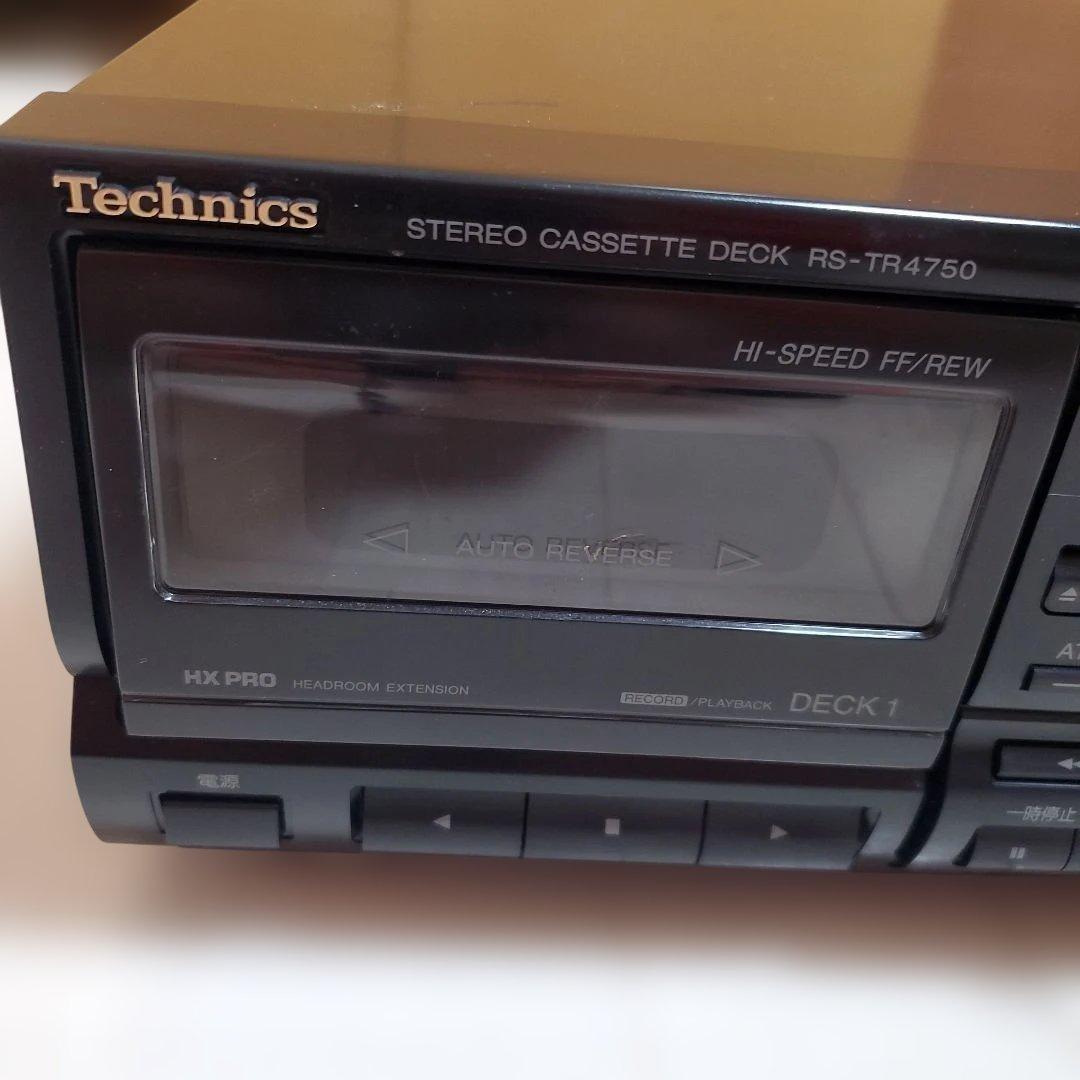 Technics
STEREO CASSETTE DECK RS-TR4750
HI-SPEED FF/REW
AUTO REVERSE
HX PRO HEADROOM EXTENSION
RECORD/PLAYBACK DECK 1
電源
一時停止